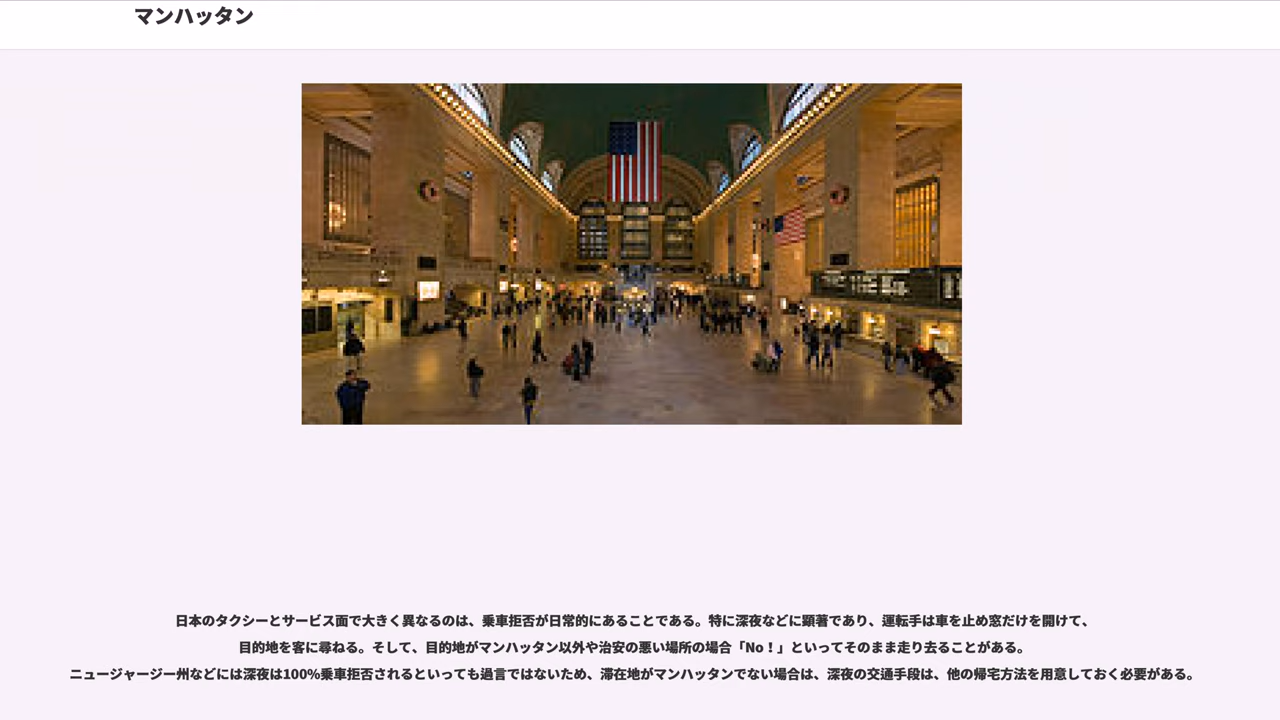 マンハッタン
日本のタクシーとサービス面で大きく異なるのは、乗車拒否が日常的にあることである。特に深夜などに顕著であり、運転手は車を止め窓だけを開けて、
目的地を客に尋ねる。そして、目的地がマンハッタン以外や治安の悪い場所の場合「No！」といってそのまま走り去ることがある。
ニュージャージー州などには深夜は100%乗車拒否されるといっても過言ではないため、滞在地がマンハッタンでない場合は、深夜の交通手段は、他の帰宅方法を用意しておく必要がある。